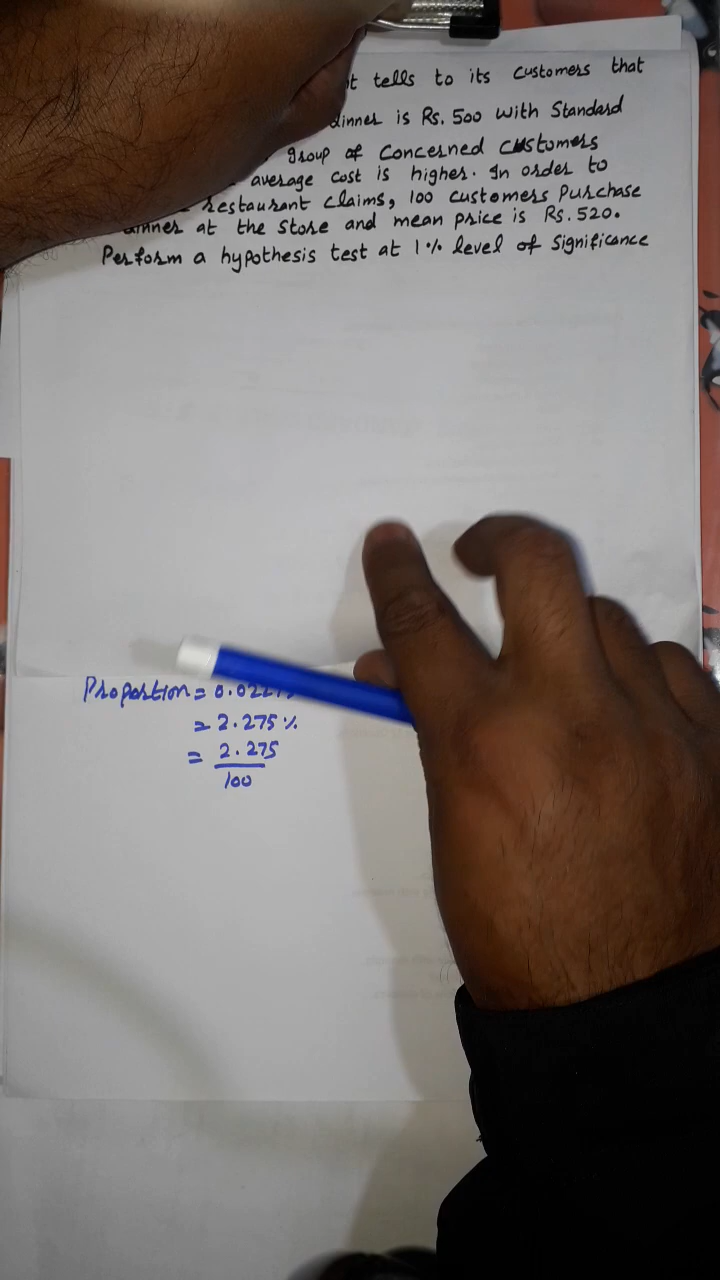 tells to its customers that
dinner is Rs. 500 with Standard
group of Concerned Customers
average cost is higher. In order to
restaurant claims, 100 customers Purchase
at the Store and mean price is Rs. 520.
Perform a hypothesis test at 1% level of Significance
Proportion =
= 2.275%
= 2.275
100